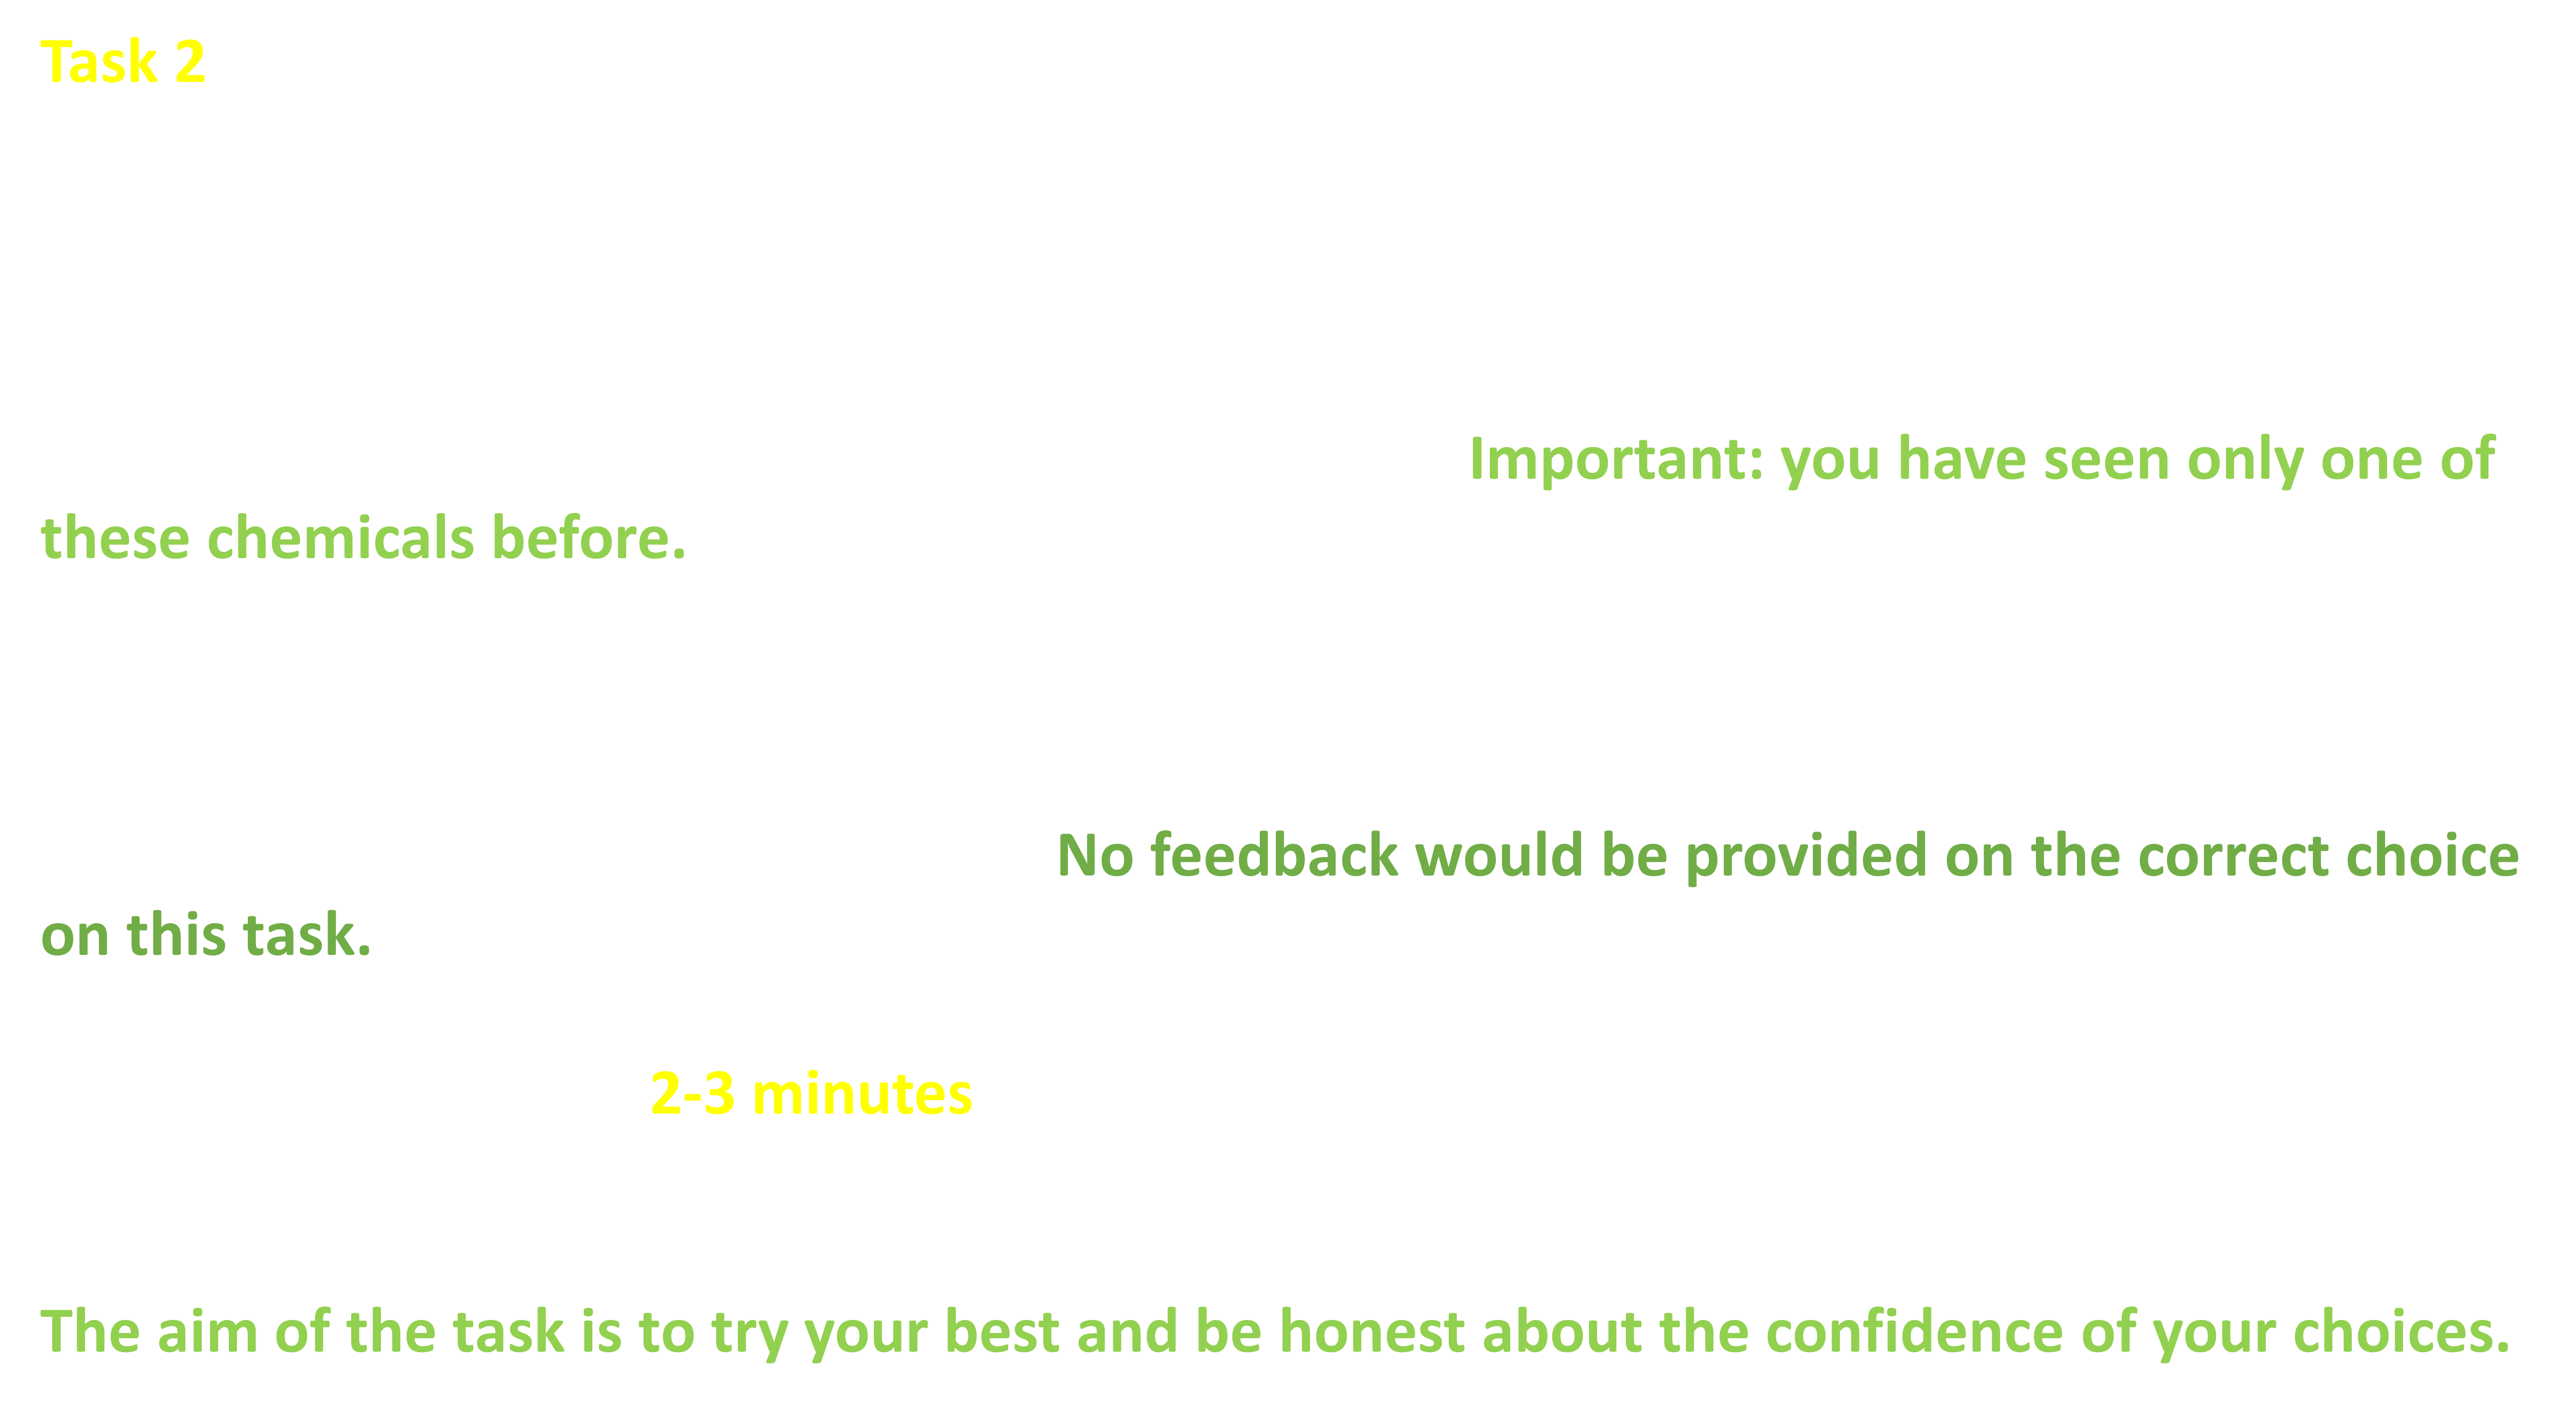 Task 2
Important: you have seen only one of
these chemicals before.
No feedback would be provided on the correct choice
on this task.
2-3 minutes
The aim of the task is to try your best and be honest about the confidence of your choices.